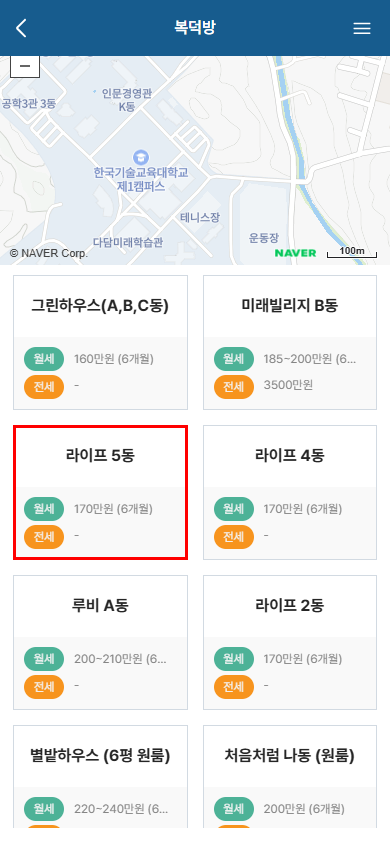 복덕방
인문경영관
K동
공학3관 3동
한국기술교육대학교
제1캠퍼스
테니스장
다담미래학습관
운동장
© NAVER Corp.
NAVER
100m
그린하우스(A,B,C동)
월세 160만원 (6개월)
전세 -
미래빌리지 B동
월세 185~200만원 (6...
전세 3500만원
라이프 5동
월세 170만원 (6개월)
전세 -
라이프 4동
월세 170만원 (6개월)
전세 -
루비 A동
월세 200~210만원 (6...
전세 -
라이프 2동
월세 170만원 (6개월)
전세 -
별밭하우스 (6평 원룸)
월세 220~240만원 (6...
처음처럼 나동 (원룸)
월세 200만원 (6개월)